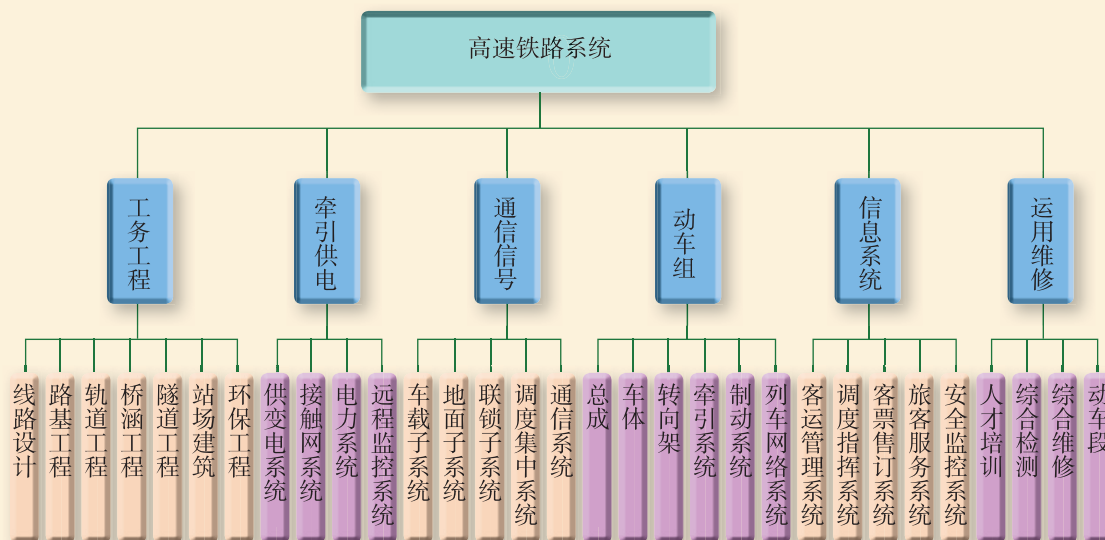 高速铁路系统
工务工程
牵引供电
通信信号
动车组
信息系统
运用维修
线路设计
路基工程
轨道工程
桥涵工程
隧道工程
站场建筑
环保工程
供变电系统
接触网系统
电力系统
远程监控系统
车载子系统
地面子系统
联锁子系统
调度集中系统
通信系统
总成
车体
转向架
牵引系统
制动系统
列车网络系统
客运管理系统
调度指挥系统
客票售订系统
旅客服务系统
安全监控系统
人才培训
综合检测
综合维修
动车段